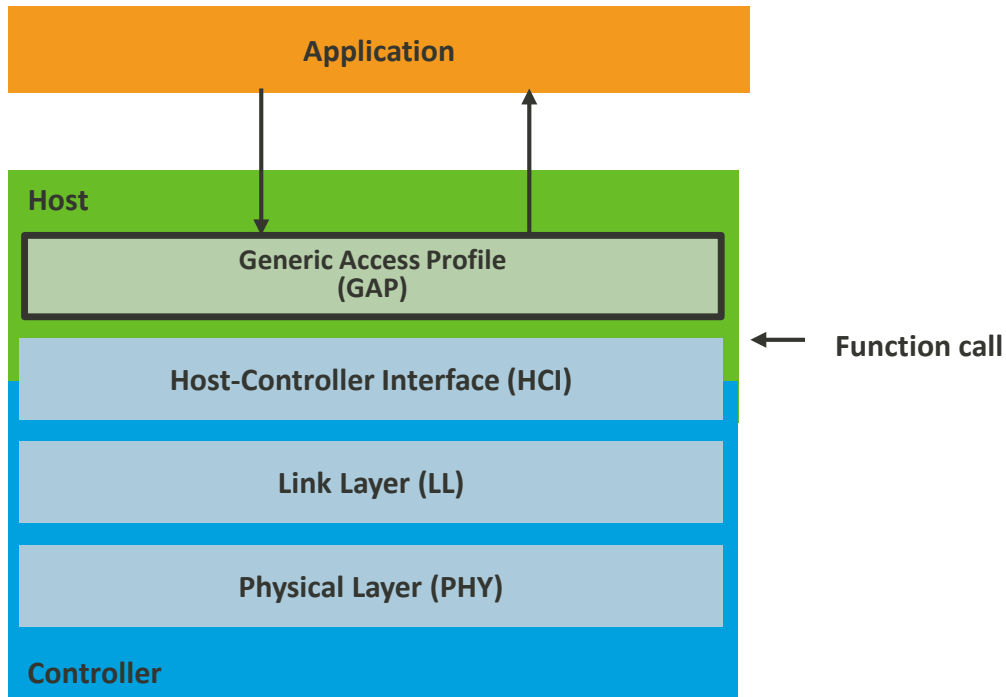 Application
Host
Generic Access Profile
(GAP)
Function call
Host-Controller Interface (HCI)
Link Layer (LL)
Physical Layer (PHY)
Controller